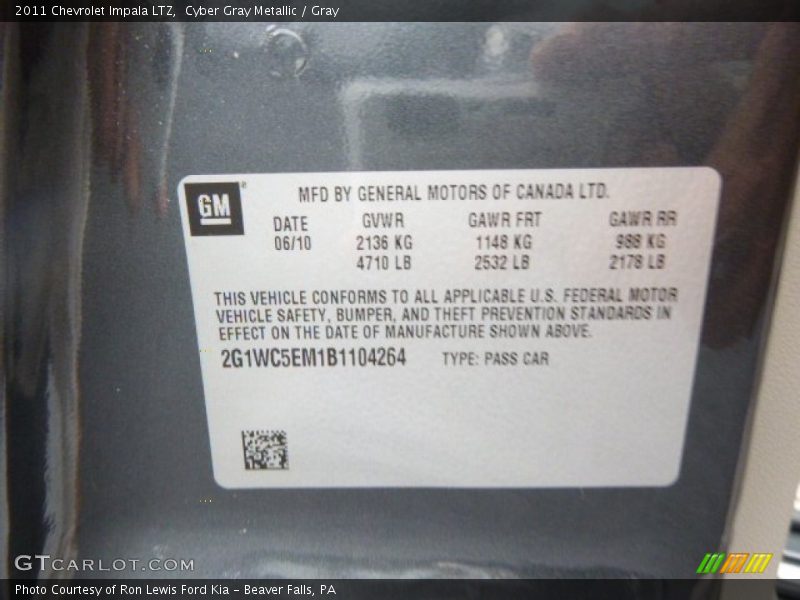 2011 Chevrolet Impala LTZ,  Cyber Gray Metallic / Gray
GM
MFD BY GENERAL MOTORS OF CANADA LTD.
DATE GVWR GAWR FRT GAWR RR
06/10 2136 KG 1148 KG 988 KG
4710 LB 2532 LB 2178 LB
THIS VEHICLE CONFORMS TO ALL APPLICABLE U.S. FEDERAL MOTOR
VEHICLE SAFETY, BUMPER, AND THEFT PREVENTION STANDARDS IN
EFFECT ON THE DATE OF MANUFACTURE SHOWN ABOVE.
2G1WC5EM1B1104264 TYPE: PASS CAR
GTCARLOT.COM
Photo Courtesy of Ron Lewis Ford Kia – Beaver Falls, PA